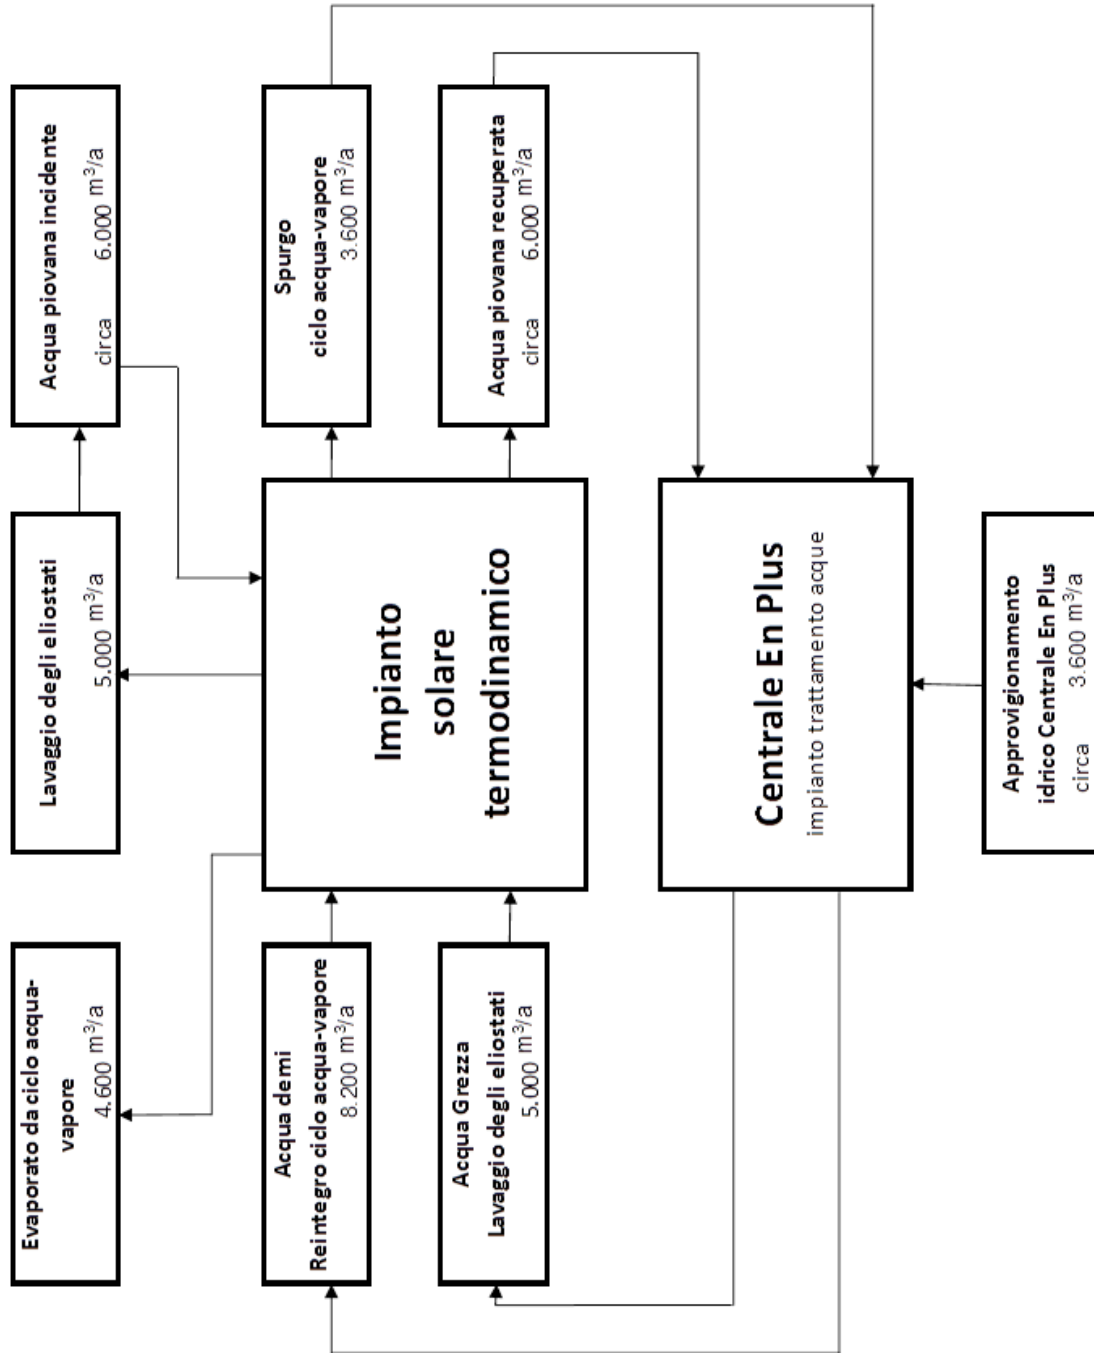 Evaporato da ciclo acqua-
vapore
4.600 m³/a
Lavaggio degli eliostati
5.000 m³/a
Acqua piovana incidente
circa 6.000 m³/a
Acqua demi
Reintegro ciclo acqua-vapore
8.200 m³/a
Acqua Grezza
Lavaggio degli eliostati
5.000 m³/a
Impianto
solare
termodinamico
Spurgo
ciclo acqua-vapore
3.600 m³/a
Acqua piovana recuperata
circa 6.000 m³/a
Centrale En Plus
impianto trattamento acque
Approvigionamento
idrico Centrale En Plus
circa 3.600 m³/a